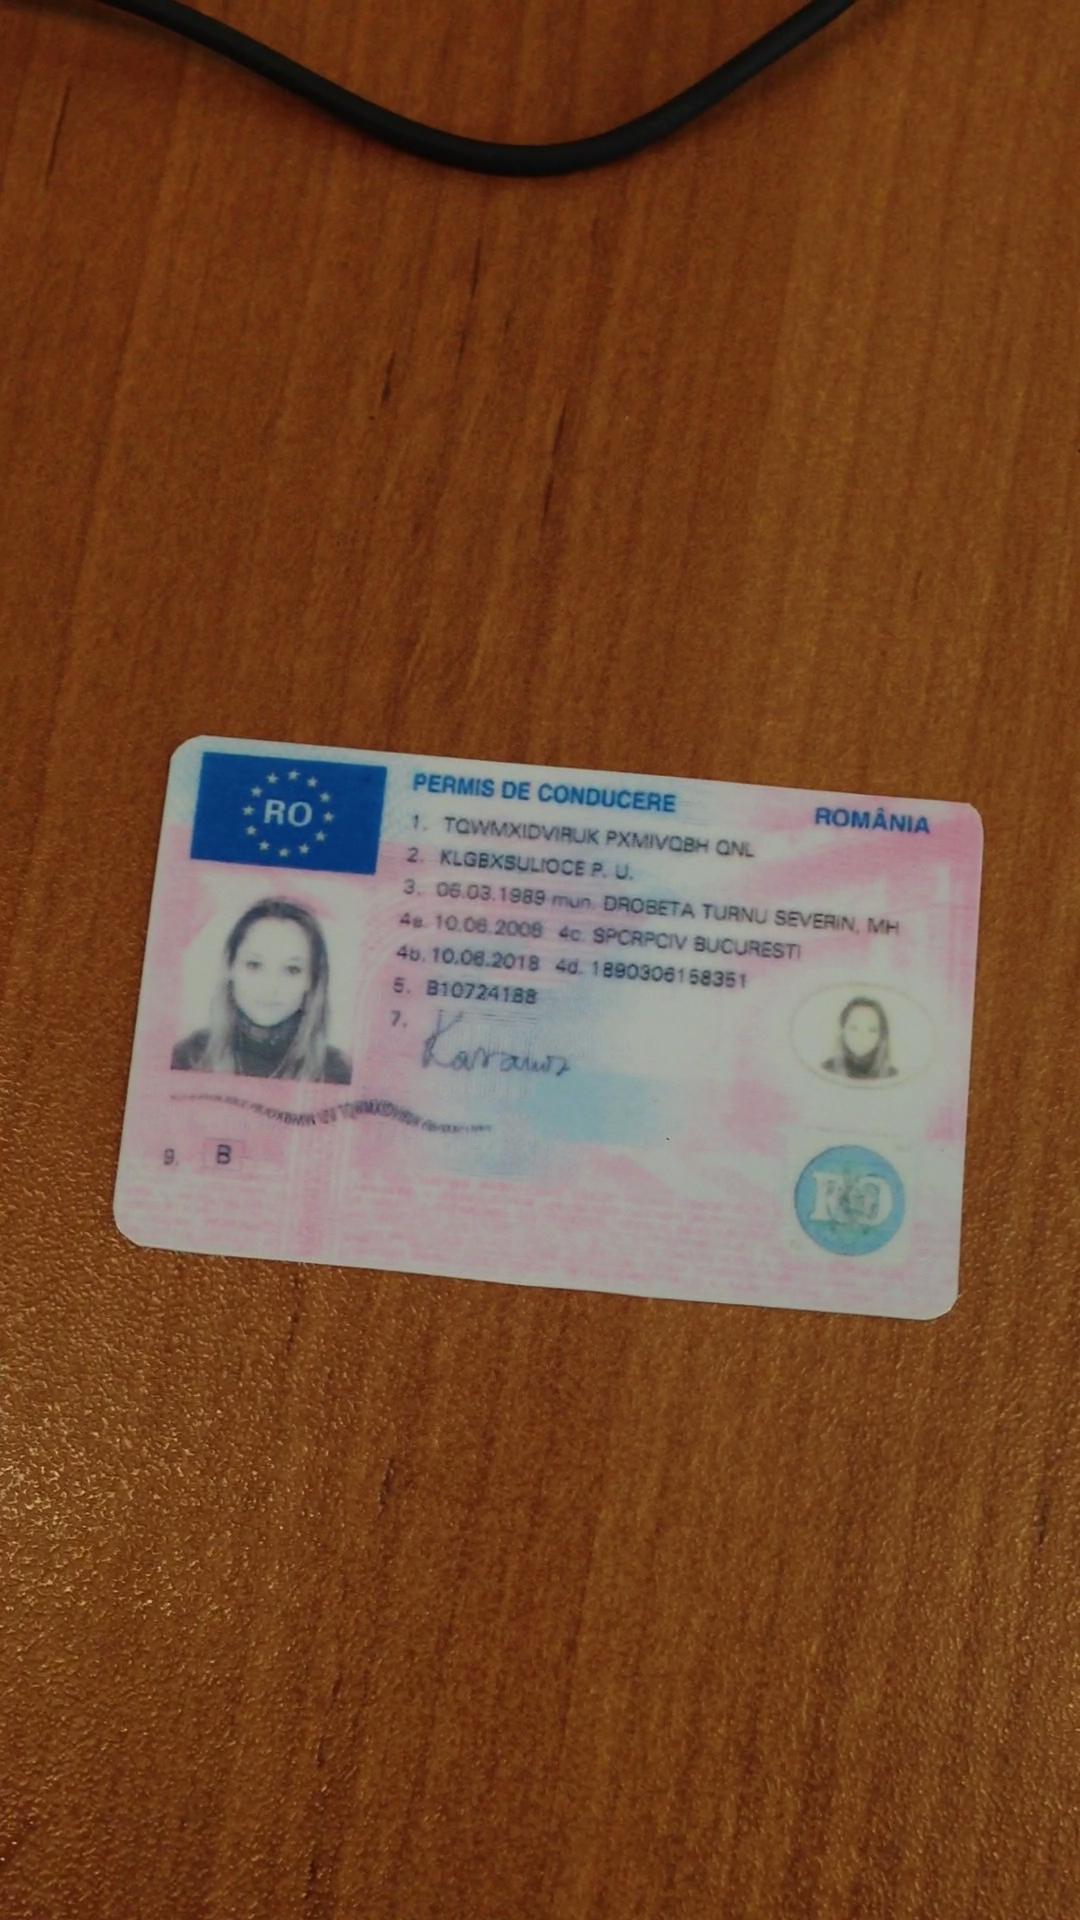 RO
PERMIS DE CONDUCERE
ROMÂNIA
1. TQWMXIDVIRUK PXMIVQBH QNL
2. KLGBXSULIOCE P. U.
3. 06.03.1989 mun. DROBETA TURNU SEVERIN, MH
4a. 10.06.2008 4c. SPCRPCIV BUCURESTI
4b. 10.06.2018 4d. 1890306158351
5. B10724188
7.
9. B
RO